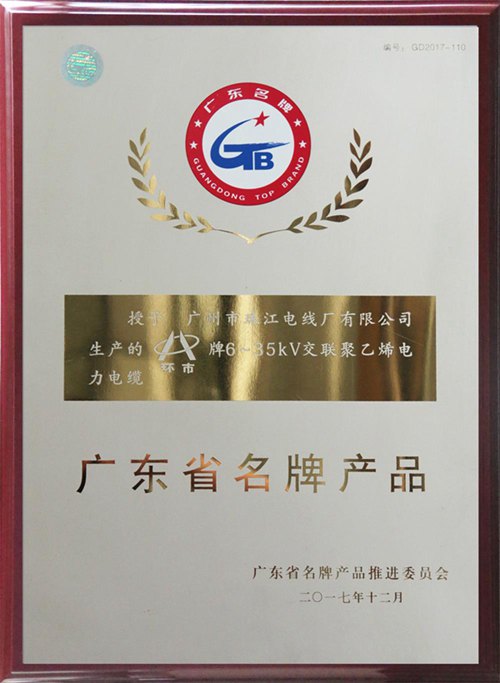 编号：GD2017-110
广东名牌
GTB
GUANGDONG TOP BRAND
授予 广州市珠江电线厂有限公司
生产的 环市 牌6~35kV交联聚乙烯电
力电缆
广东省名牌产品
广东省名牌产品推进委员会
二〇一七年十二月